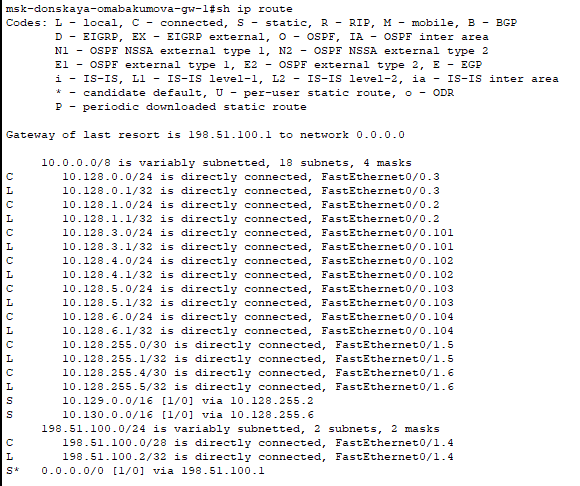 msk-donskaya-omabakumova-gw-1#sh ip route
Codes: L - local, C - connected, S - static, R - RIP, M - mobile, B - BGP
       D - EIGRP, EX - EIGRP external, O - OSPF, IA - OSPF inter area
       N1 - OSPF NSSA external type 1, N2 - OSPF NSSA external type 2
       E1 - OSPF external type 1, E2 - OSPF external type 2, E - EGP
       i - IS-IS, L1 - IS-IS level-1, L2 - IS-IS level-2, ia - IS-IS inter area
       * - candidate default, U - per-user static route, o - ODR
       P - periodic downloaded static route

Gateway of last resort is 198.51.100.1 to network 0.0.0.0

     10.0.0.0/8 is variably subnetted, 18 subnets, 4 masks
C       10.128.0.0/24 is directly connected, FastEthernet0/0.3
L       10.128.0.1/32 is directly connected, FastEthernet0/0.3
C       10.128.1.0/24 is directly connected, FastEthernet0/0.2
L       10.128.1.1/32 is directly connected, FastEthernet0/0.2
C       10.128.3.0/24 is directly connected, FastEthernet0/0.101
L       10.128.3.1/32 is directly connected, FastEthernet0/0.101
C       10.128.4.0/24 is directly connected, FastEthernet0/0.102
L       10.128.4.1/32 is directly connected, FastEthernet0/0.102
C       10.128.5.0/24 is directly connected, FastEthernet0/0.103
L       10.128.5.1/32 is directly connected, FastEthernet0/0.103
C       10.128.6.0/24 is directly connected, FastEthernet0/0.104
L       10.128.6.1/32 is directly connected, FastEthernet0/0.104
C       10.128.255.0/30 is directly connected, FastEthernet0/1.5
L       10.128.255.1/32 is directly connected, FastEthernet0/1.5
C       10.128.255.4/30 is directly connected, FastEthernet0/1.6
L       10.128.255.5/32 is directly connected, FastEthernet0/1.6
S       10.129.0.0/16 [1/0] via 10.128.255.2
S       10.130.0.0/16 [1/0] via 10.128.255.6
     198.51.100.0/24 is variably subnetted, 2 subnets, 2 masks
C       198.51.100.0/28 is directly connected, FastEthernet0/1.4
L       198.51.100.2/32 is directly connected, FastEthernet0/1.4
S*   0.0.0.0/0 [1/0] via 198.51.100.1